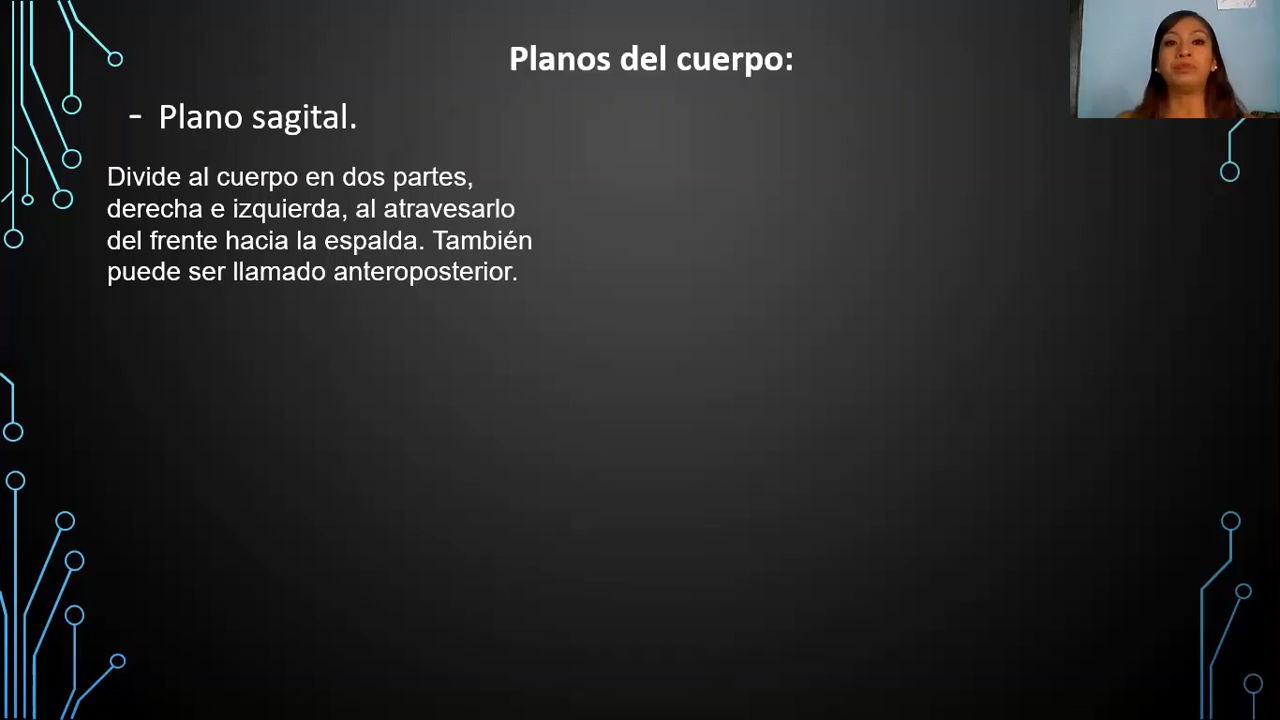 Planos del cuerpo:
- Plano sagital.
Divide al cuerpo en dos partes,
derecha e izquierda, al atravesarlo
del frente hacia la espalda. También
puede ser llamado anteroposterior.